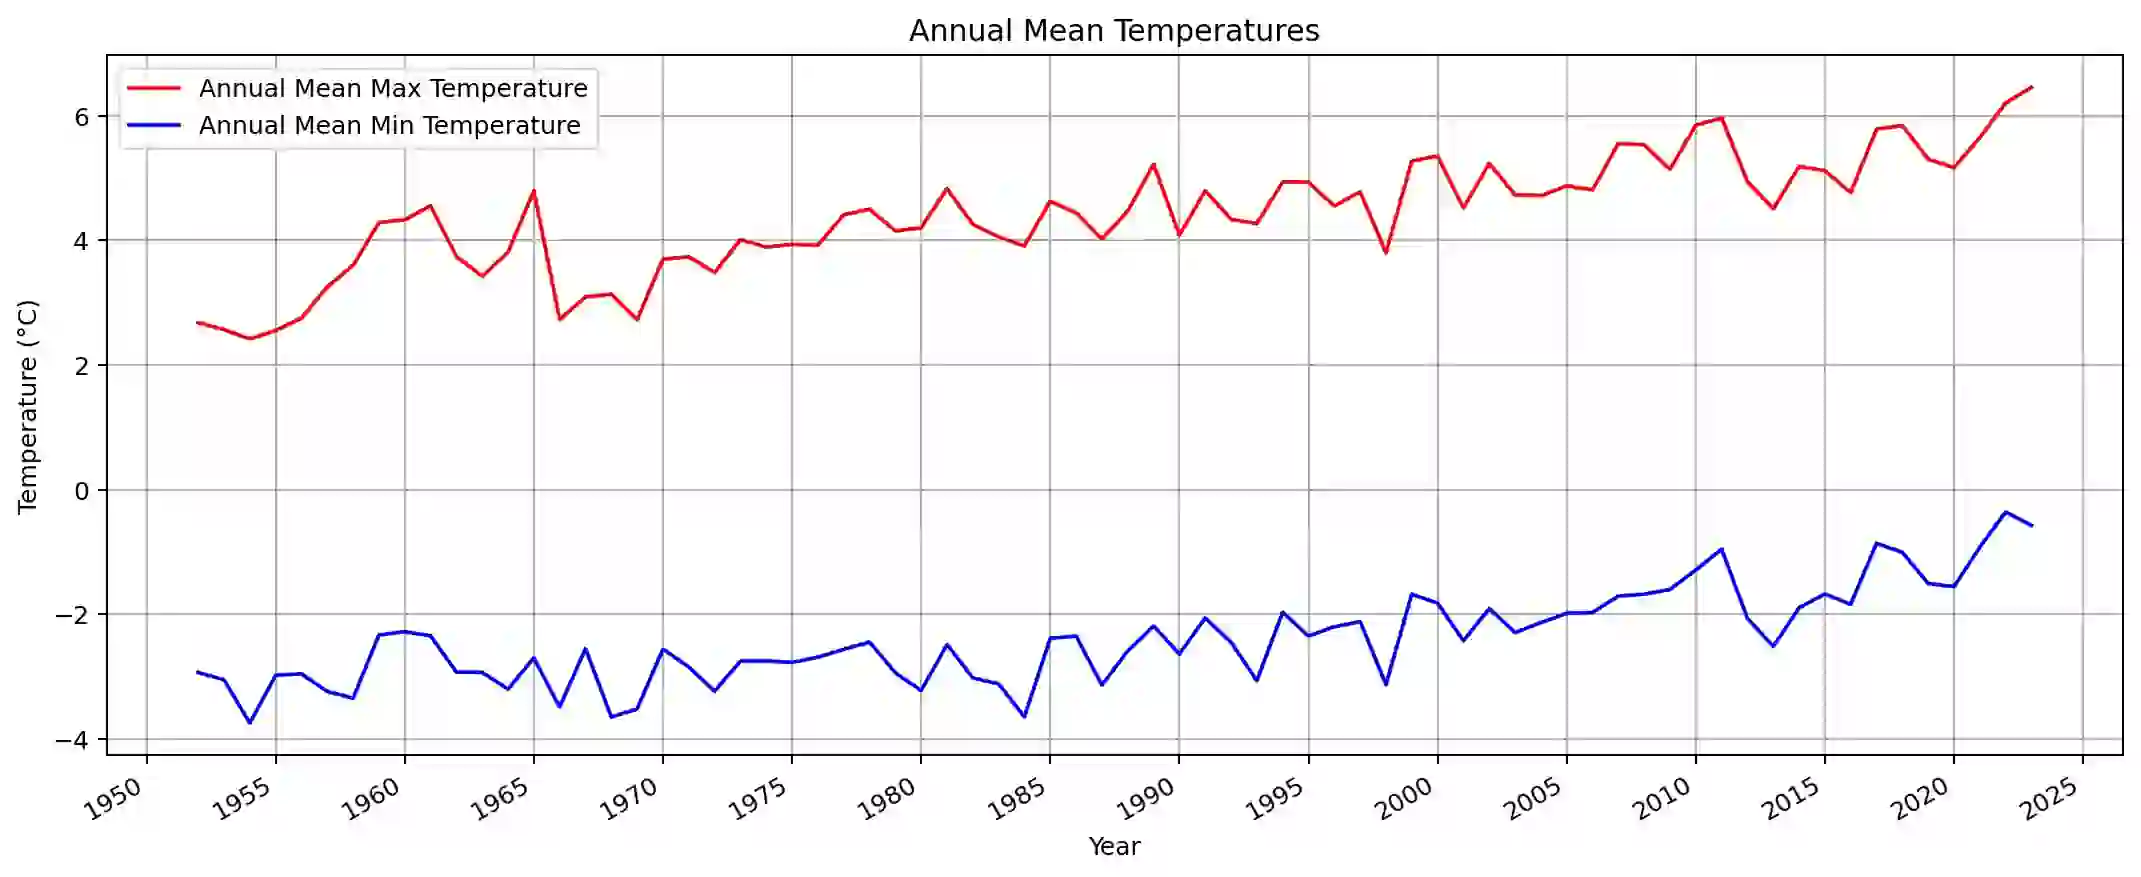 Annual Mean Temperatures
Annual Mean Max Temperature
Annual Mean Min Temperature
Temperature (°C)
6
4
2
0
−2
−4
1950 1955 1960 1965 1970 1975 1980 1985 1990 1995 2000 2005 2010 2015 2020 2025
Year